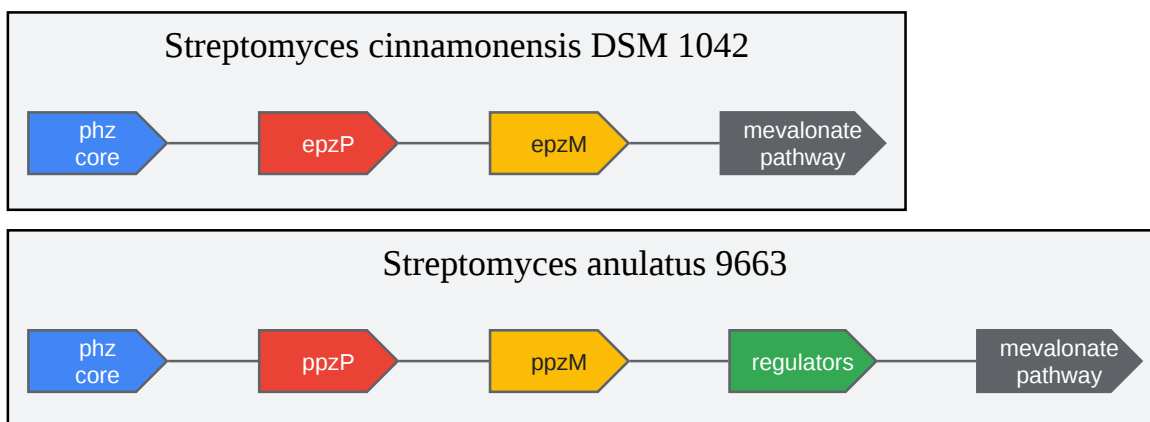 Streptomyces cinnamonensis DSM 1042
phz
core
epzP
epzM
mevalonate
pathway
Streptomyces anulatus 9663
phz
core
ppzP
ppzM
regulators
mevalonate
pathway